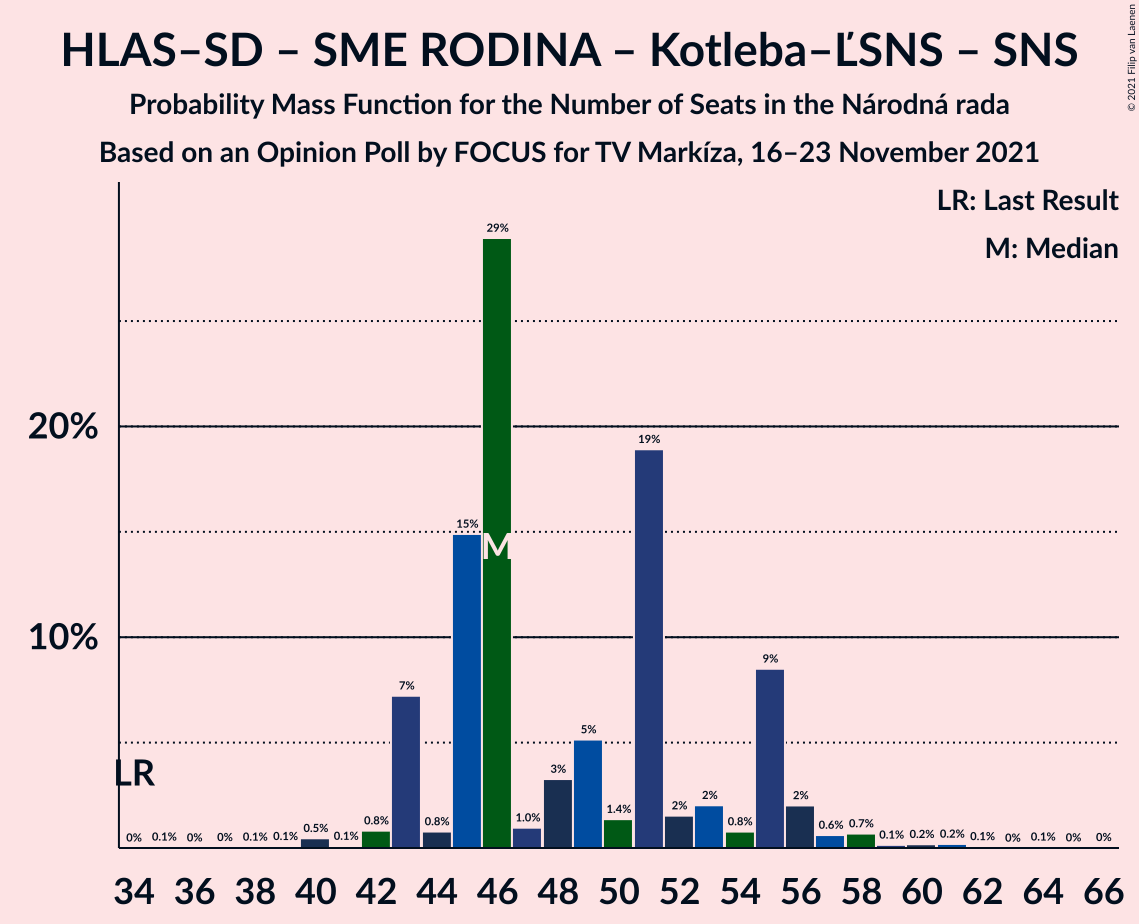 HLAS–SD – SME RODINA – Kotleba–ĽSNS – SNS
Probability Mass Function for the Number of Seats in the Národná rada
Based on an Opinion Poll by FOCUS for TV Markíza, 16–23 November 2021
© 2021 Filip van Laenen
LR: Last Result
M: Median
20%
10%
LR
M
0% 0.1% 0% 0% 0.1% 0.1% 0.5% 0.1% 0.8% 7% 0.8% 15% 29% 1.0% 3% 5% 1.4% 19% 2% 2% 0.8% 9% 2% 0.6% 0.7% 0.1% 0.2% 0.2% 0.1% 0% 0.1% 0% 0%
34 36 38 40 42 44 46 48 50 52 54 56 58 60 62 64 66